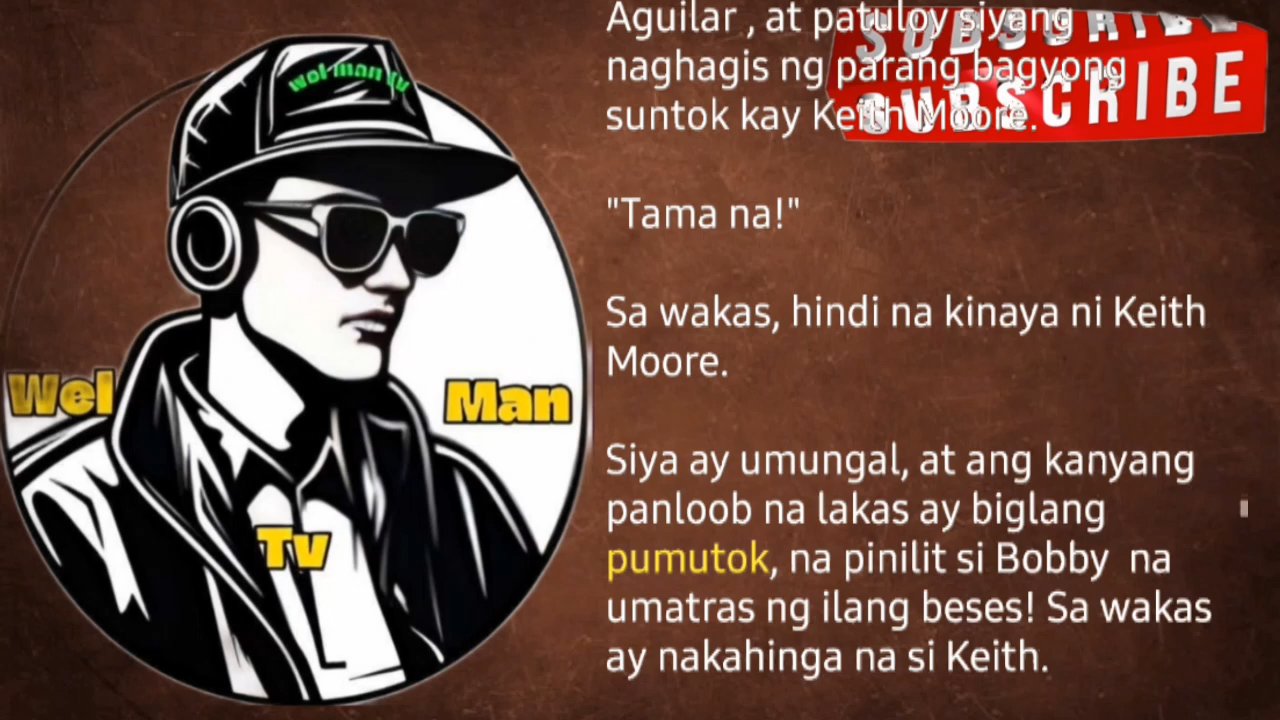 wel man tv
Wel
Man
Tv
SUBSCRIBE
SUBSCRIBE
Aguilar , at patuloy siyang
naghagis ng parang bagyong
suntok kay Keith Moore.
"Tama na!"
Sa wakas, hindi na kinaya ni Keith
Moore.
Siya ay umungal, at ang kanyang
panloob na lakas ay biglang
pumutok, na pinilit si Bobby  na
umatras ng ilang beses! Sa wakas
ay nakahinga na si Keith.